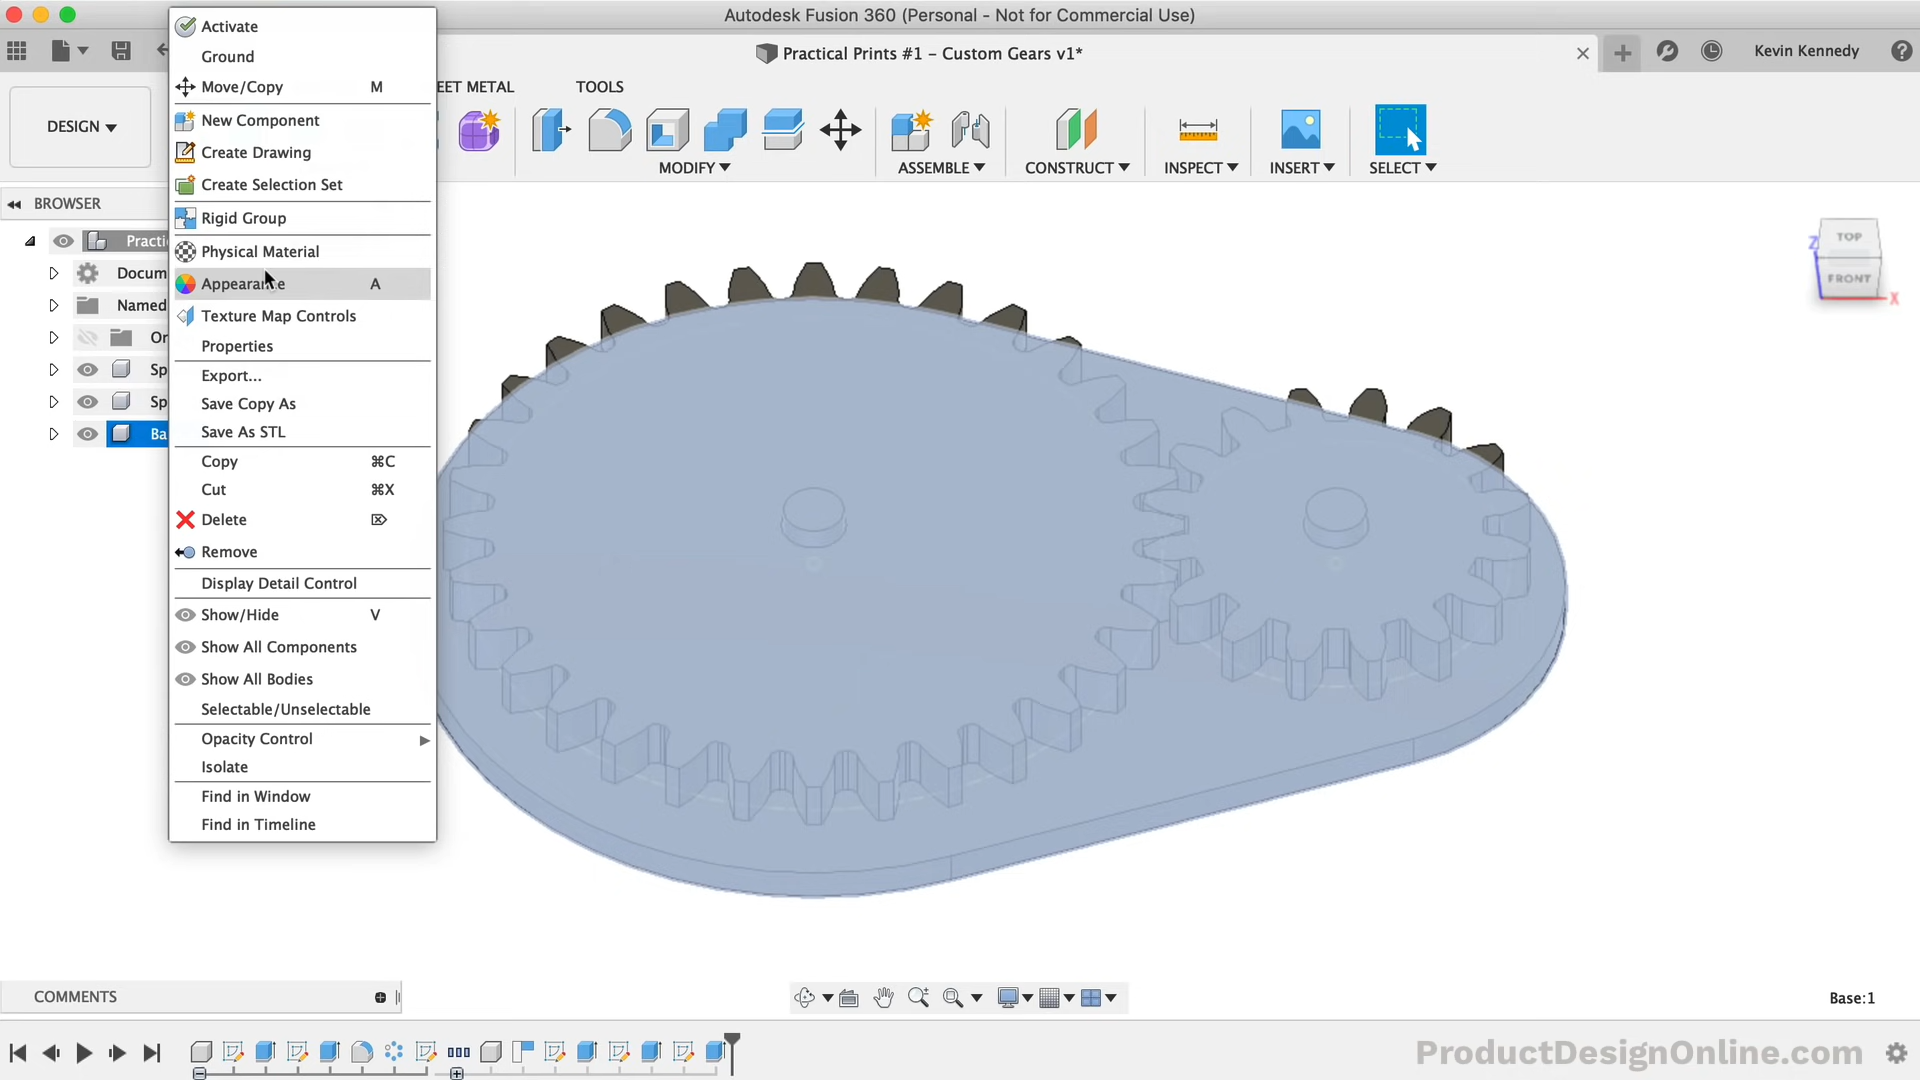 Autodesk Fusion 360 (Personal - Not for Commercial Use)
Practical Prints #1 - Custom Gears v1*
Kevin Kennedy
DESIGN
EET METAL
TOOLS
MODIFY
ASSEMBLE
CONSTRUCT
INSPECT
INSERT
SELECT
BROWSER
Practi
Docum
Named
Or
Sp
Sp
Ba
Activate
Ground
Move/Copy M
New Component
Create Drawing
Create Selection Set
Rigid Group
Physical Material
Appearance A
Texture Map Controls
Properties
Export...
Save Copy As
Save As STL
Copy ⌘C
Cut ⌘X
Delete ⌦
Remove
Display Detail Control
Show/Hide V
Show All Components
Show All Bodies
Selectable/Unselectable
Opacity Control
Isolate
Find in Window
Find in Timeline
TOP
FRONT
Z
X
COMMENTS
Base:1
ProductDesignOnline.com